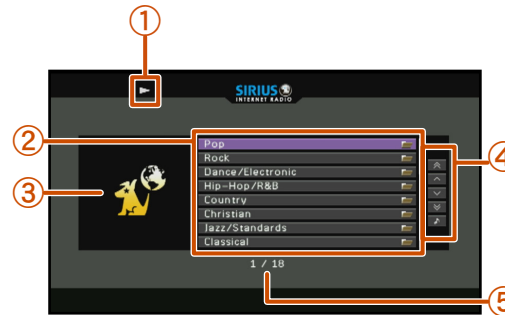 ①
SIRIUS
INTERNET RADIO
②
Pop
Rock
Dance/Electronic
Hip-Hop/R&B
Country
Christian
Jazz/Standards
Classical
③
④
1 / 18
⑤